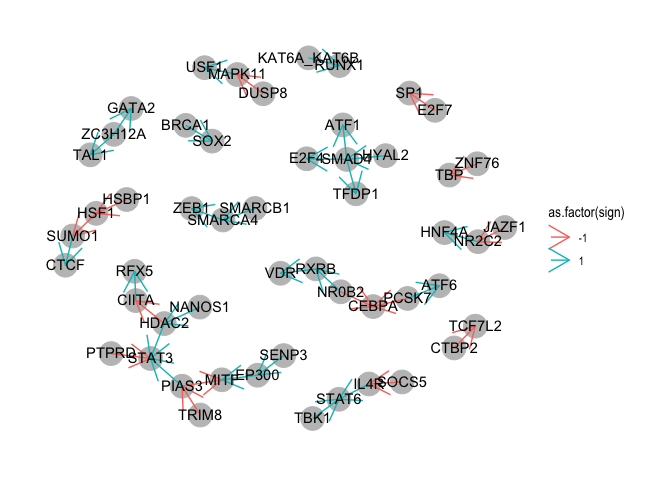 KAT6A_KAT6B
USF1
RUNX1
MAPK11
DUSP8
SP1
E2F7
GATA2
ZC3H12A
TAL1
BRCA1
SOX2
ATF1
E2F4
SMAD4
HYAL2
TFDP1
ZNF76
TBP
HSBP1
HSF1
SUMO1
CTCF
ZEB1
SMARCB1
SMARCA4
as.factor(sign)
-1
1
HNF4A
JAZF1
NR2C2
RFX5
CIITA
NANOS1
HDAC2
VDR
RXRB
NR0B2
CEBPA
PCSK7
ATF6
TCF7L2
CTBP2
PTPRD
STAT3
SENP3
EP300
MITF
PIAS3
TRIM8
IL4R
SOCS5
STAT6
TBK1